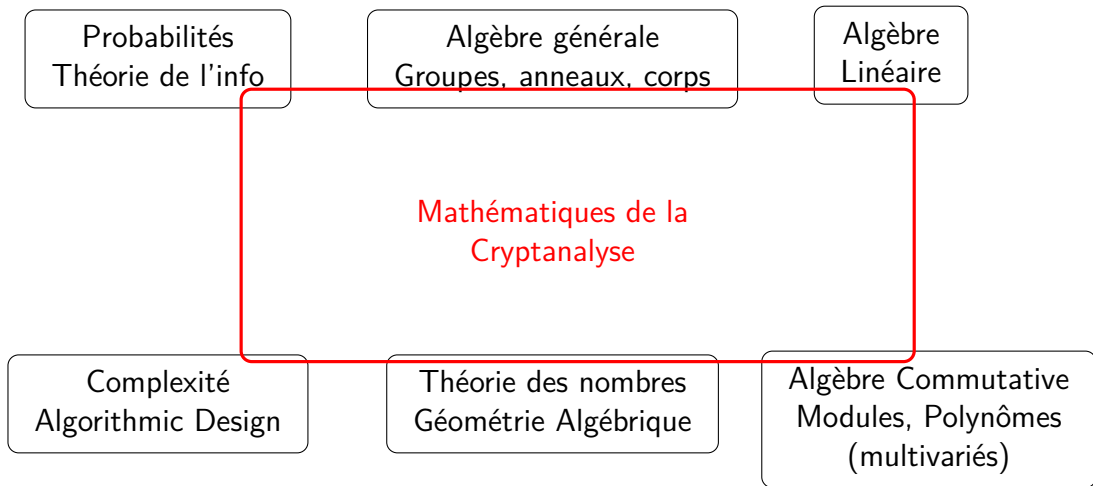 Probabilités
Théorie de l'info
Algèbre générale
Groupes, anneaux, corps
Algèbre
Linéaire
Mathématiques de la
Cryptanalyse
Complexité
Algorithmic Design
Théorie des nombres
Géométrie Algébrique
Algèbre Commutative
Modules, Polynômes
(multivariés)